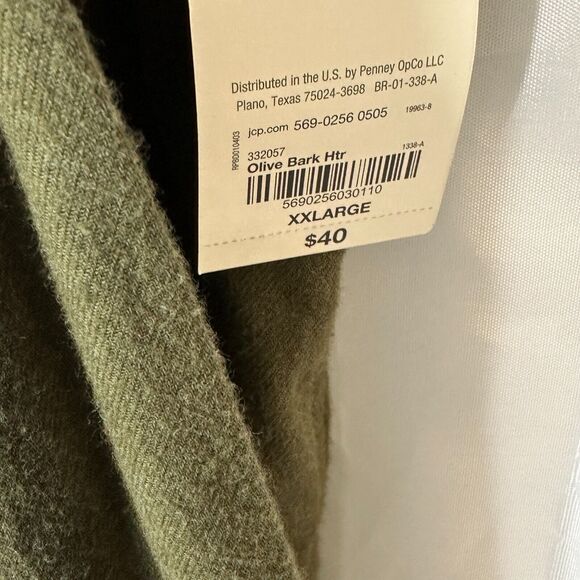 Distributed in the U.S. by Penney OpCo LLC
Plano, Texas 75024-3698 BR-01-338-A
19963-8
jcp.com 569-0256 0505
RPBD010403
332057
1338-A
Olive Bark Htr
5690256030110
XXLARGE
$40